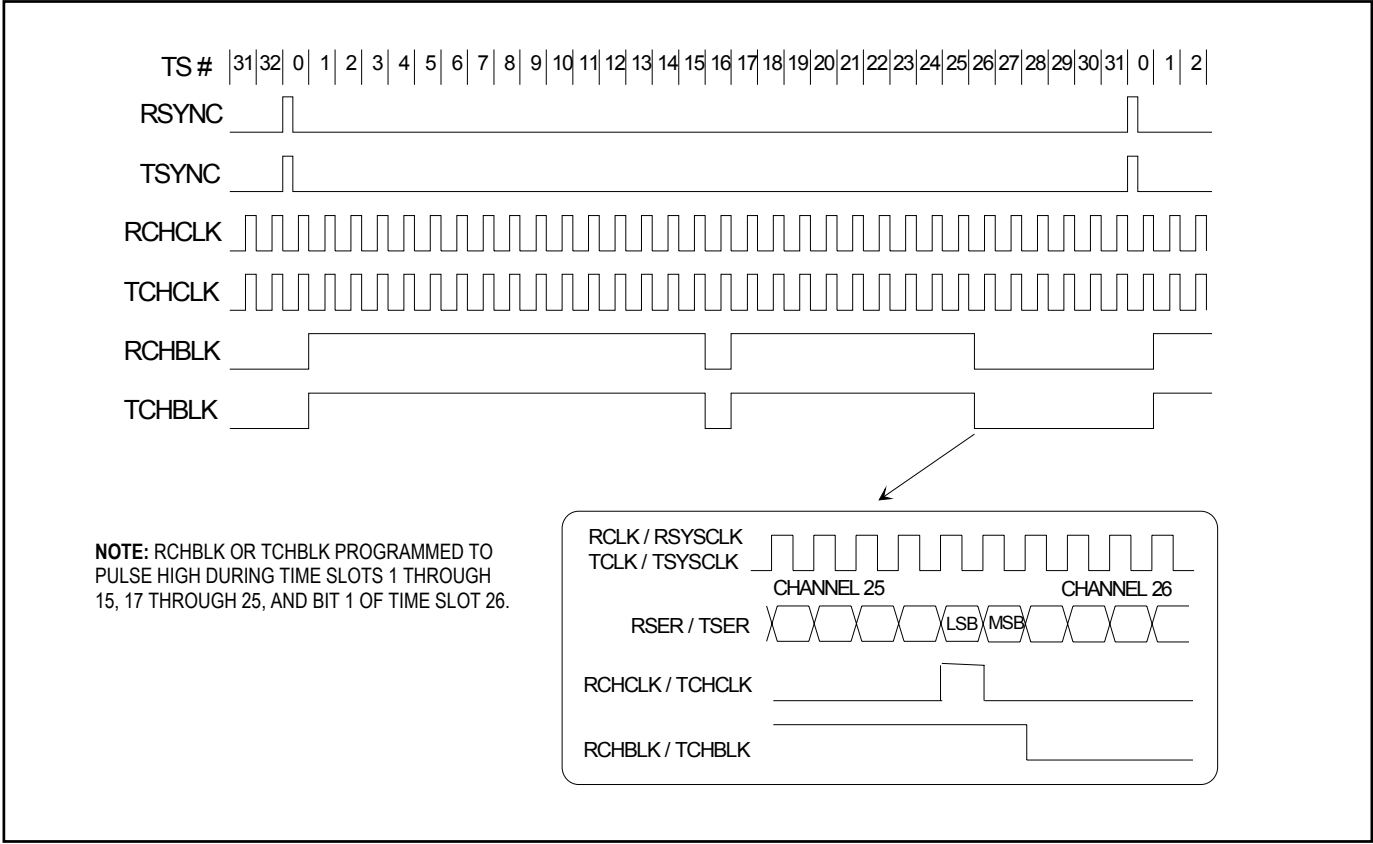 TS # 31 32 0 1 2 3 4 5 6 7 8 9 10 11 12 13 14 15 16 17 18 19 20 21 22 23 24 25 26 27 28 29 30 31 0 1 2
RSYNC
TSYNC
RCHCLK
TCHCLK
RCHBLK
TCHBLK
NOTE: RCHBLK OR TCHBLK PROGRAMMED TO
PULSE HIGH DURING TIME SLOTS 1 THROUGH
15, 17 THROUGH 25, AND BIT 1 OF TIME SLOT 26.
RCLK / RSYSCLK
TCLK / TSYSCLK
CHANNEL 25 CHANNEL 26
RSER / TSER LSB MSB
RCHCLK / TCHCLK
RCHBLK / TCHBLK